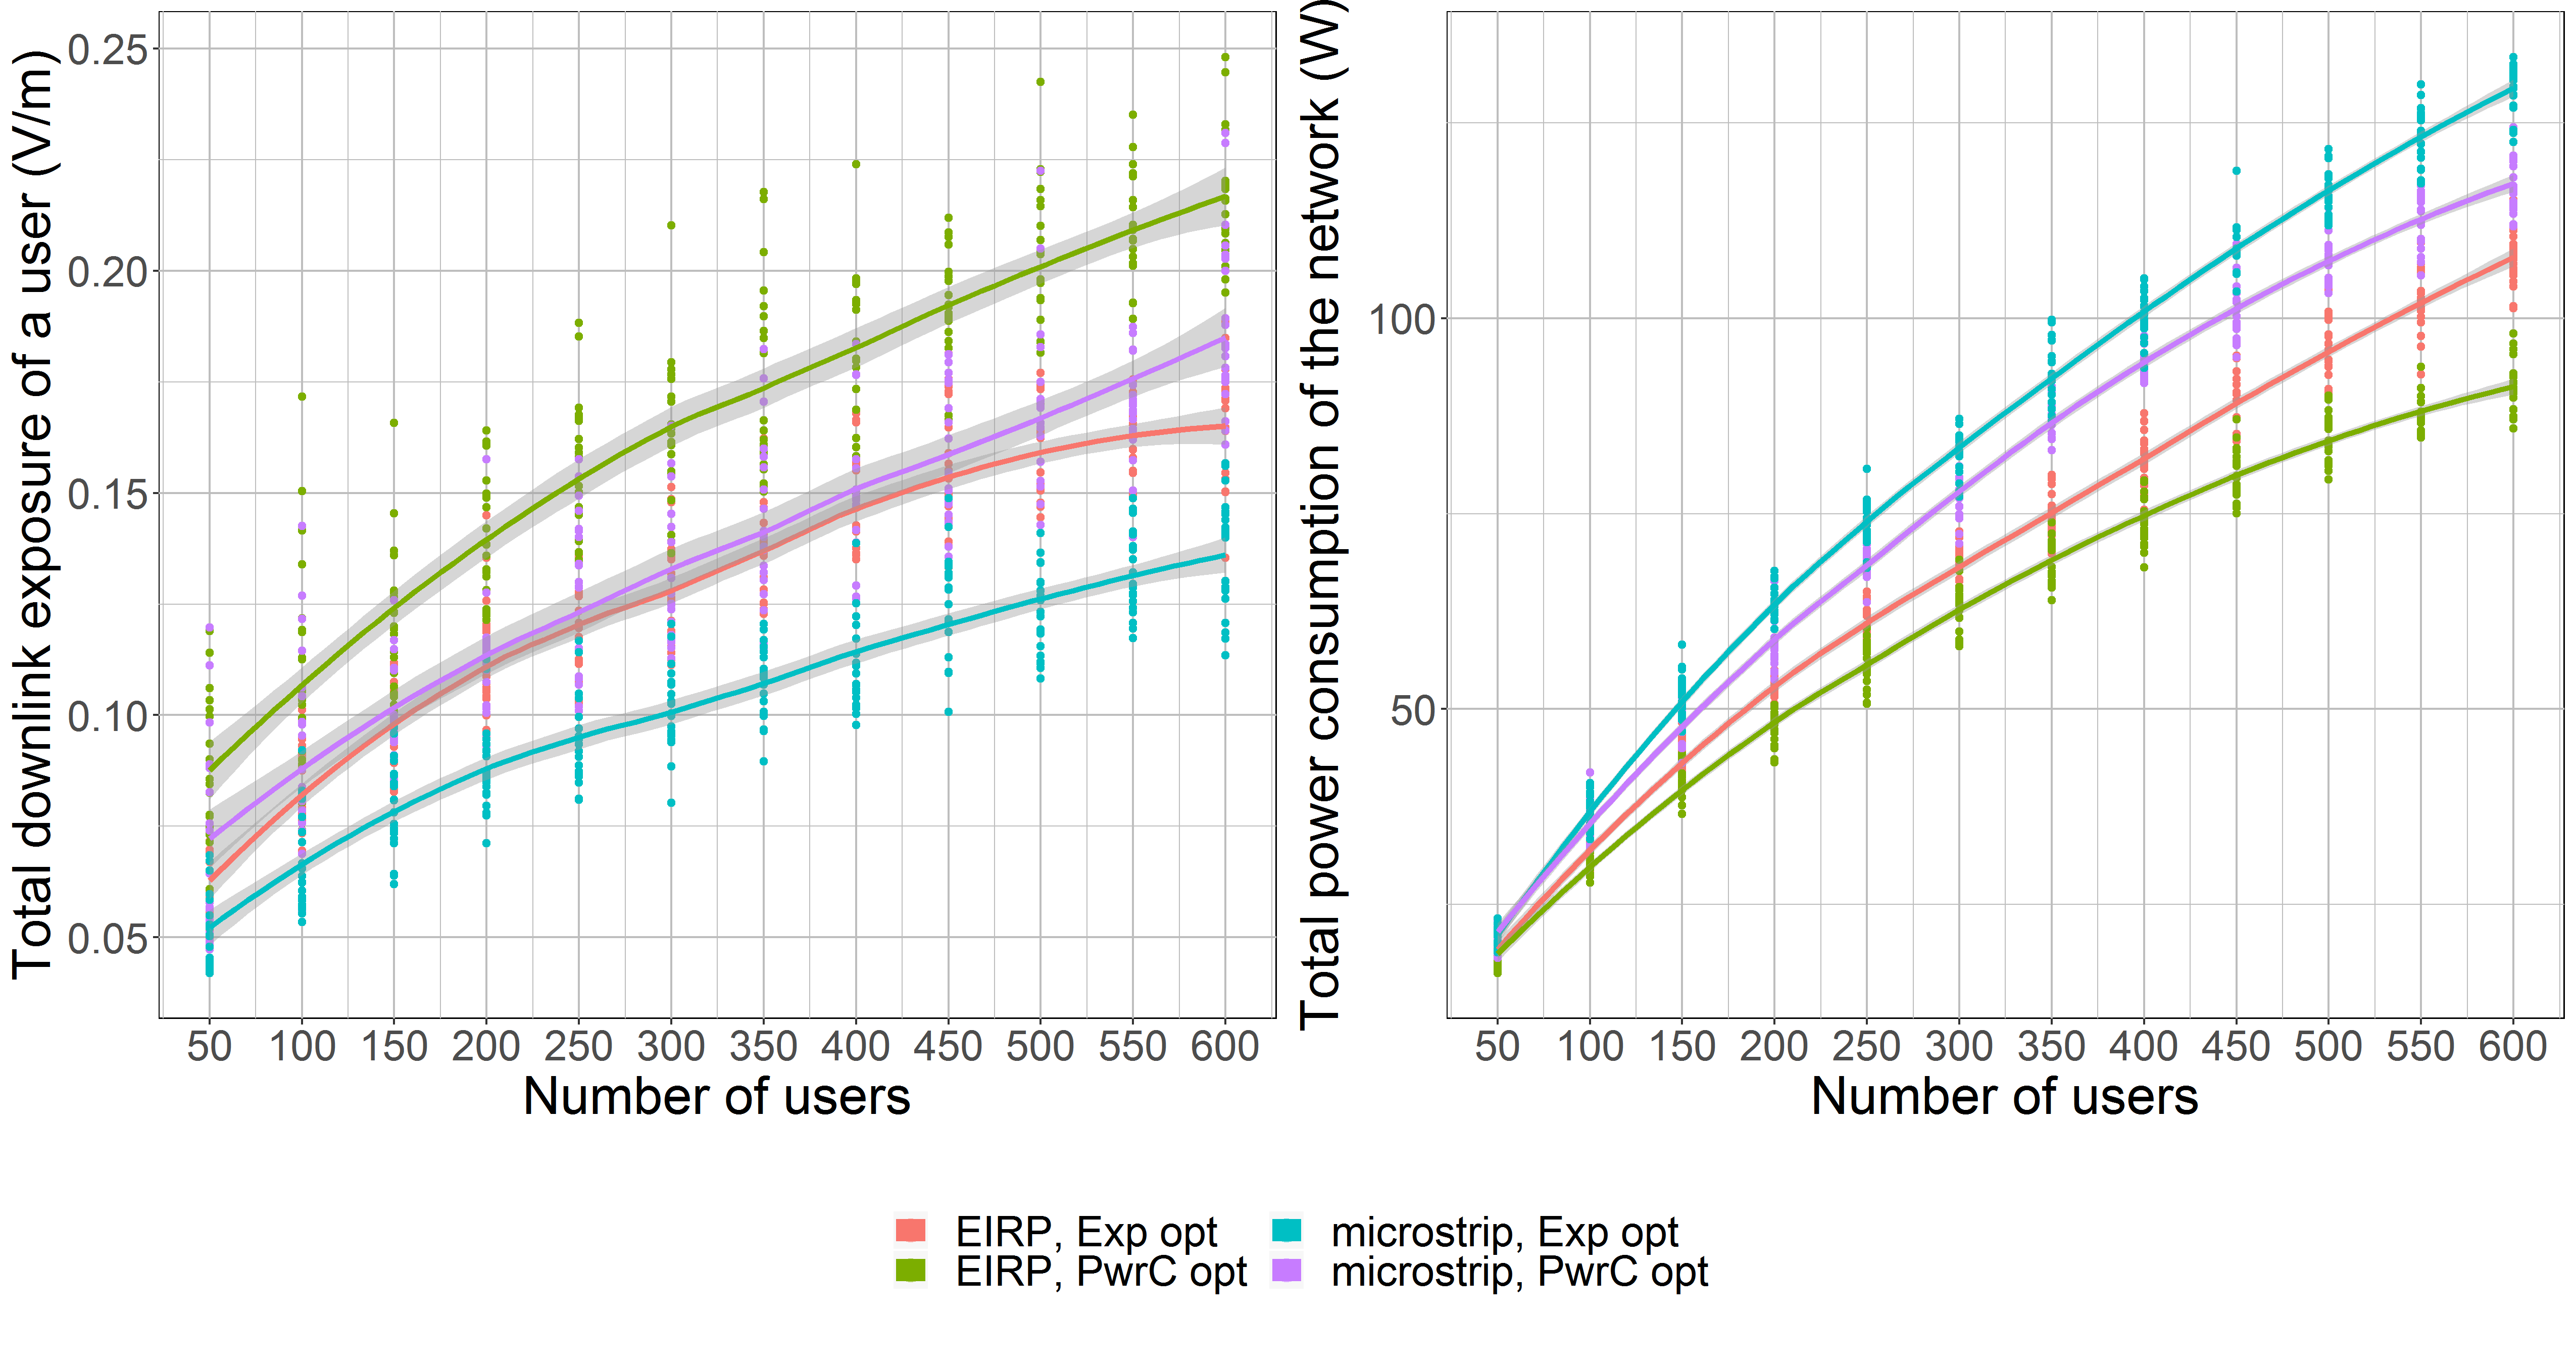 Total downlink exposure of a user (V/m)
0.25
0.20
0.15
0.10
0.05
50 100 150 200 250 300 350 400 450 500 550 600
Number of users
Total power consumption of the network (W)
100
50
50 100 150 200 250 300 350 400 450 500 550 600
Number of users
EIRP, Exp opt
microstrip, Exp opt
EIRP, PwrC opt
microstrip, PwrC opt